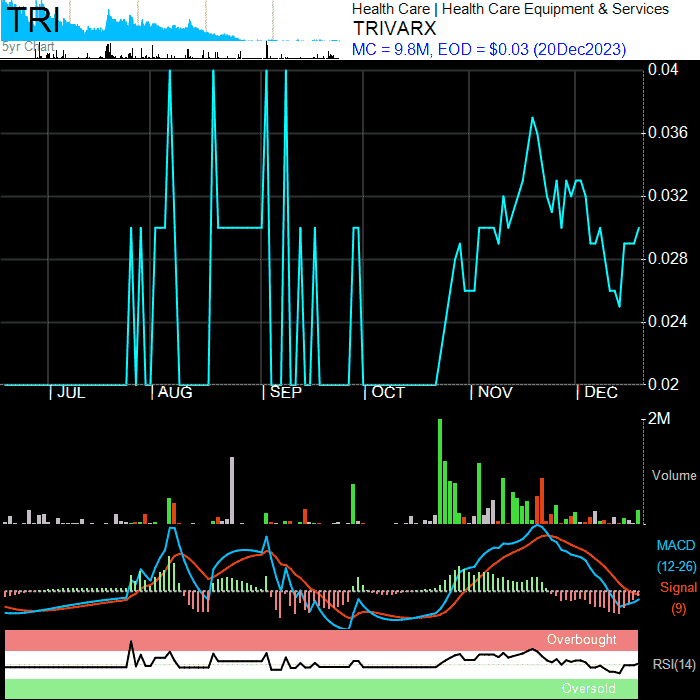 TRI
5yr Chart
Health Care | Health Care Equipment & Services
TRIVARX
MC = 9.8M, EOD = $0.03 (20Dec2023)
0.04
0.036
0.032
0.028
0.024
0.02
JUL
AUG
SEP
OCT
NOV
DEC
2M
Volume
MACD
(12-26)
Signal
(9)
Overbought
RSI(14)
Oversold